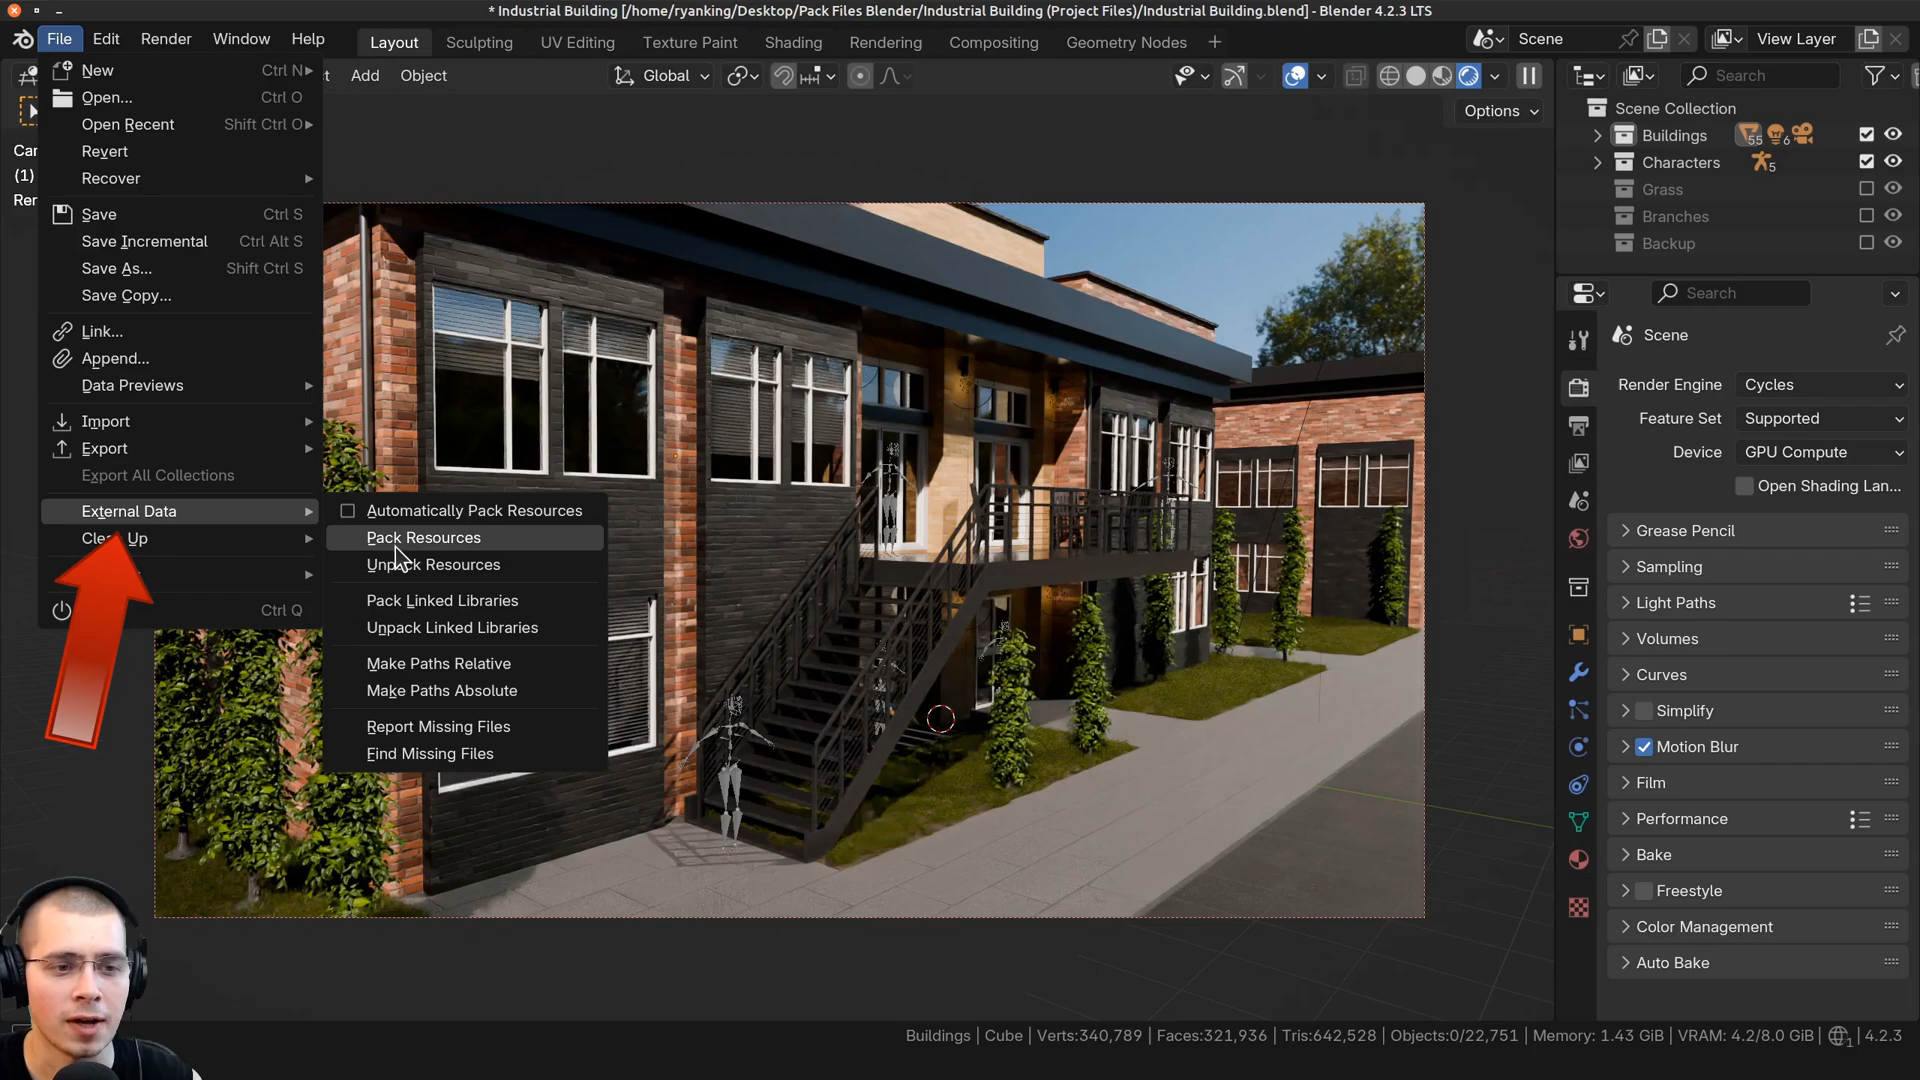 * Industrial Building [/home/ryanking/Desktop/Pack Files Blender/Industrial Building (Project Files)/Industrial Building.blend] - Blender 4.2.3 LTS
File Edit Render Window Help Layout Sculpting UV Editing Texture Paint Shading Rendering Compositing Geometry Nodes + Scene View Layer
Add Object Global Search
Options
New Ctrl N
Open... Ctrl O
Open Recent Shift Ctrl O
Revert
Recover
Save Ctrl S
Save Incremental Ctrl Alt S
Save As... Shift Ctrl S
Save Copy...
Link...
Append...
Data Previews
Import
Export
Export All Collections
External Data
Clean Up
Ctrl Q
(1)
Automatically Pack Resources
Pack Resources
Unpack Resources
Pack Linked Libraries
Unpack Linked Libraries
Make Paths Relative
Make Paths Absolute
Report Missing Files
Find Missing Files
Scene Collection
Buildings 55 6
Characters 5
Grass
Branches
Backup
Search
Scene
Render Engine Cycles
Feature Set Supported
Device GPU Compute
Open Shading Lan...
Grease Pencil
Sampling
Light Paths
Volumes
Curves
Simplify
Motion Blur
Film
Performance
Bake
Freestyle
Color Management
Auto Bake
Buildings | Cube | Verts:340,789 | Faces:321,936 | Tris:642,528 | Objects:0/22,751 | Memory: 1.43 GiB | VRAM: 4.2/8.0 GiB | 1 | 4.2.3